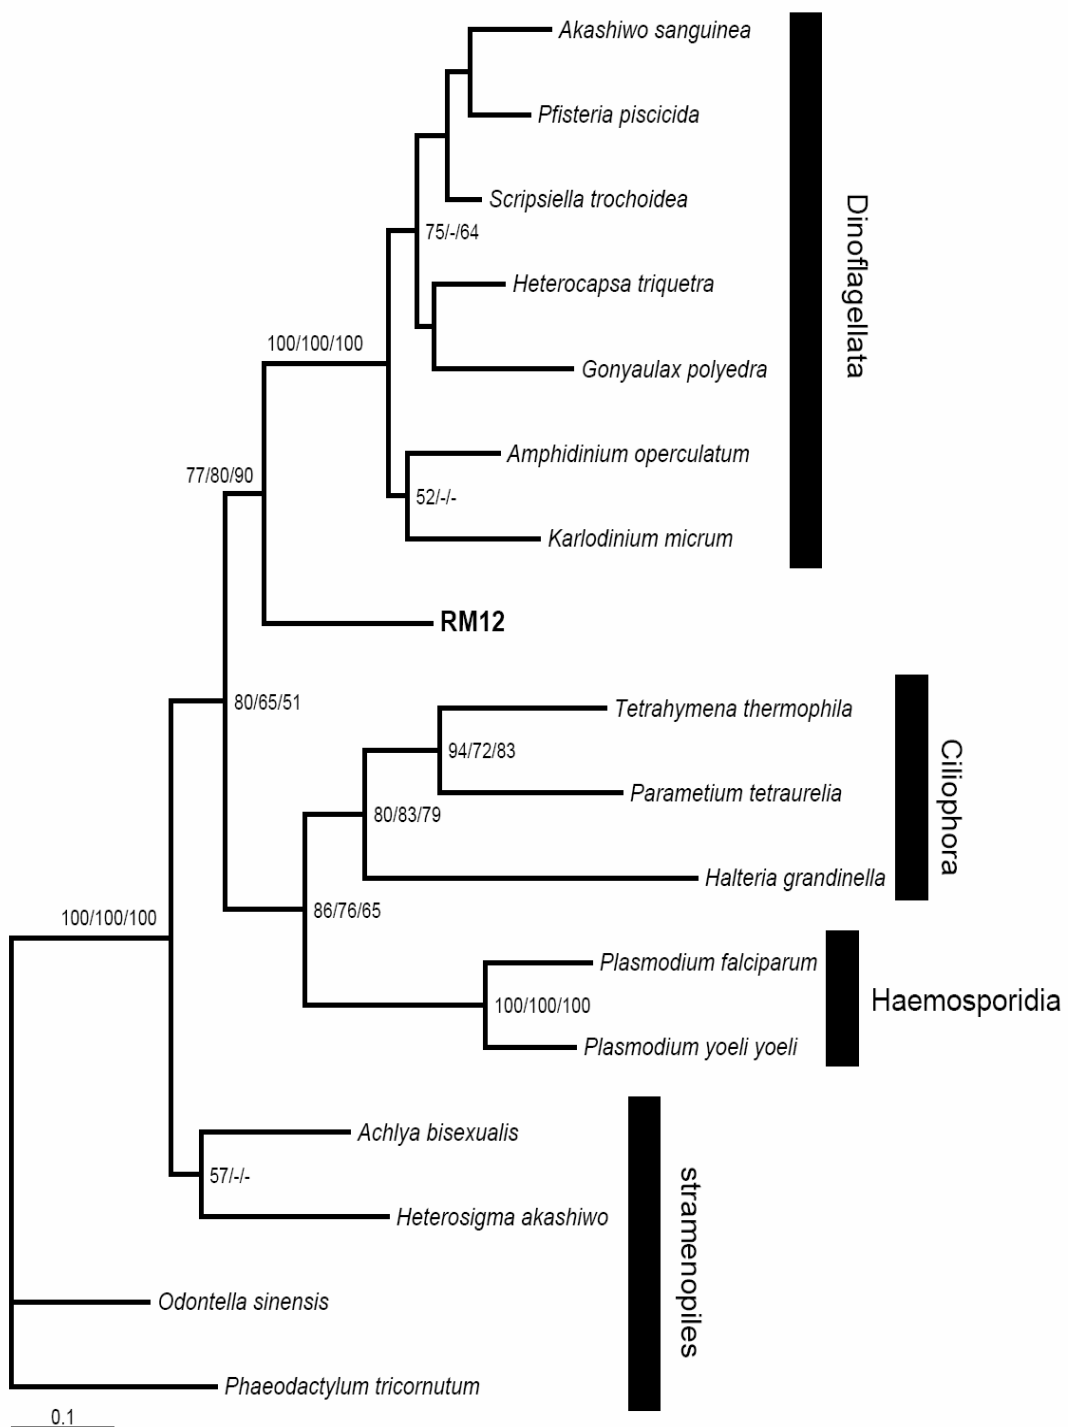 Akashiwo sanguinea
Pfisteria piscicida
Scripsiella trochoidea
75/-/64
Heterocapsa triquetra
100/100/100
Gonyaulax polyedra
Dinoflagellata
Amphidinium operculatum
77/80/90
52/-/-
Karlodinium micrum
RM12
80/65/51
Tetrahymena thermophila
94/72/83
Parametium tetraurelia
80/83/79
Halteria grandinella
Ciliophora
86/76/65
100/100/100
Plasmodium falciparum
100/100/100
Haemosporidia
Plasmodium yoeli yoeli
Achlya bisexualis
57/-/-
Heterosigma akashiwo
stramenopiles
Odontella sinensis
Phaeodactylum tricornutum
0.1